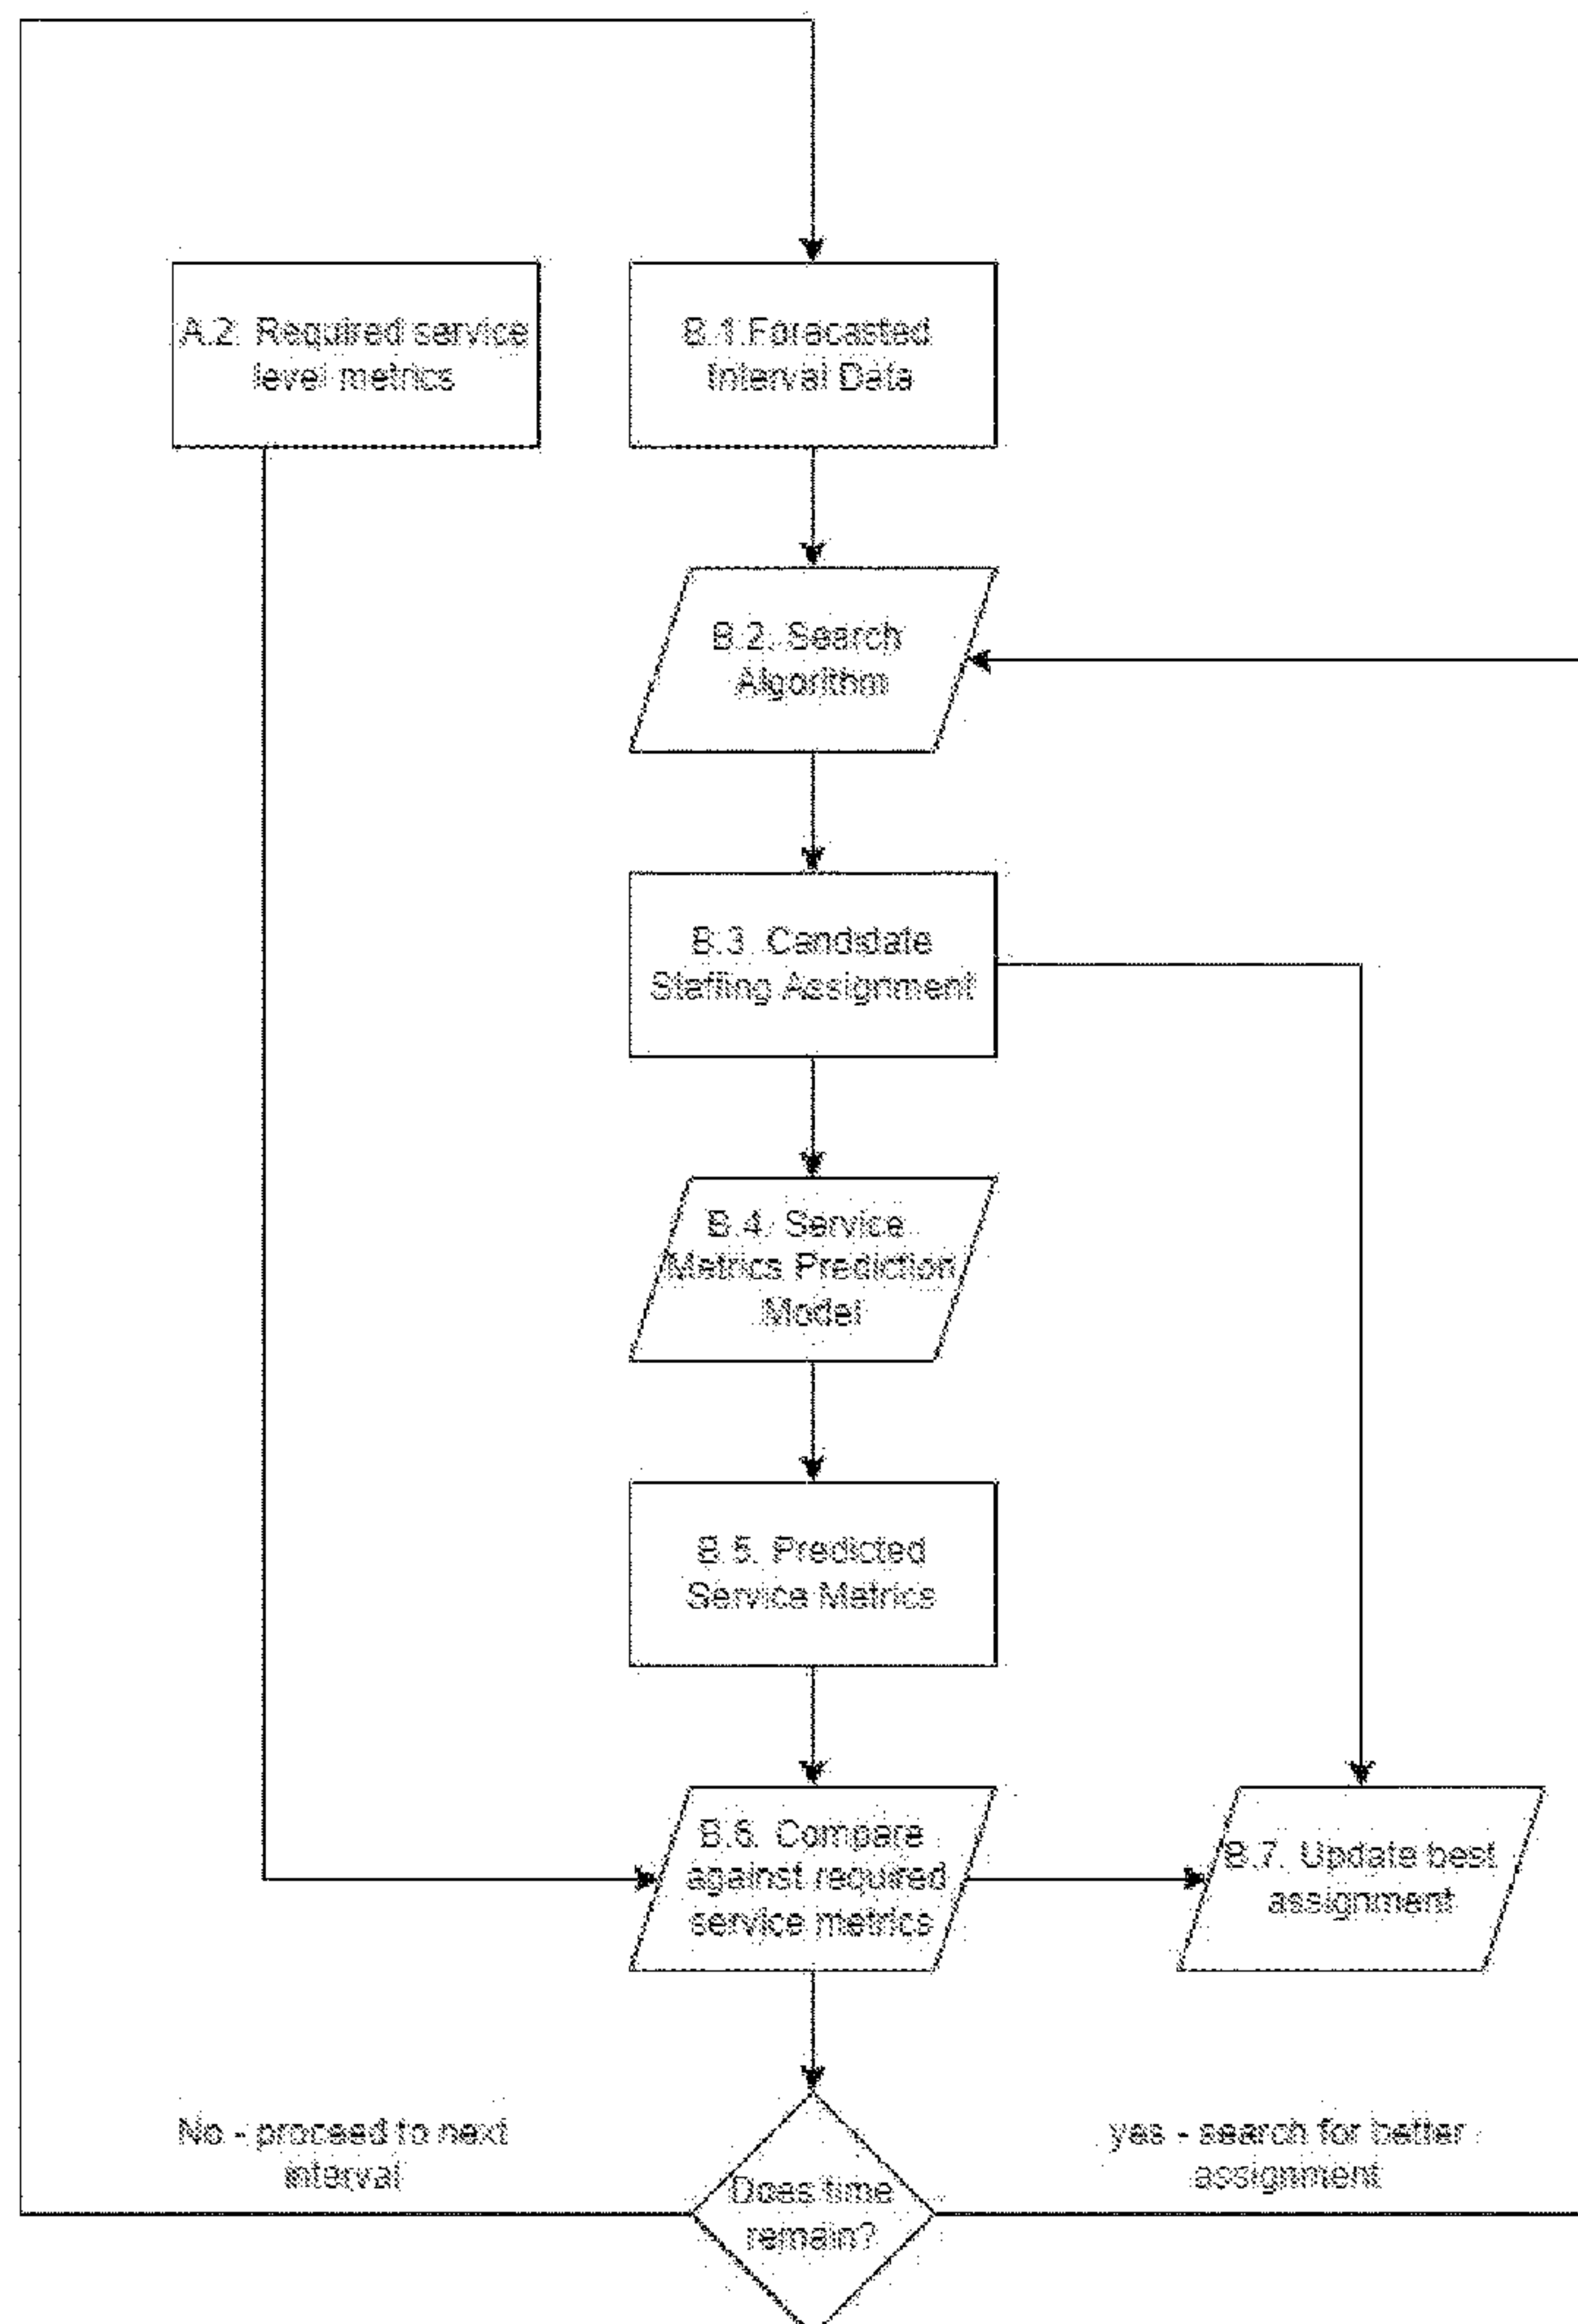 A.2. Required service
level metrics
B.1.Forecasted
Interval Data
B.2. Search
Algorithm
B.3. Candidate
Staffing Assignment
B.4. Service
Metrics Prediction
Model
B.5. Predicted
Service Metrics
B.6. Compare
against required
service metrics
B.7. Update best
assignment
No - proceed to next
interval
Does time
remain?
yes - search for better
assignment